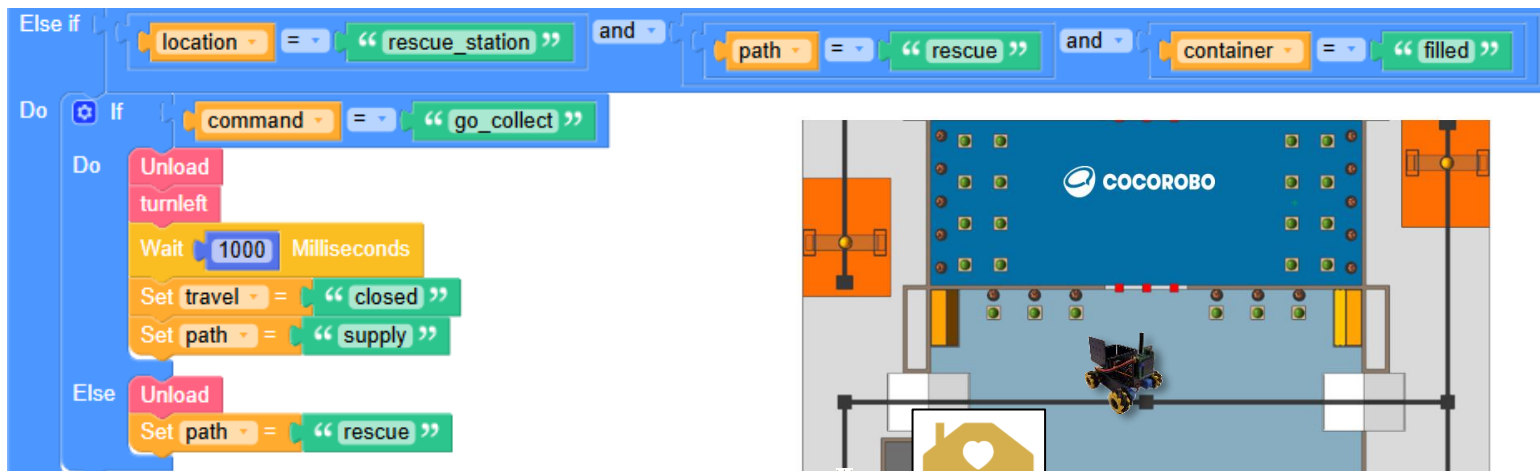 Else if location = “ rescue_station ” and path = “ rescue ” and container = “ filled ”
Do If command = “ go_collect ”
Do Unload
turnleft
Wait 1000 Milliseconds
Set travel = “ closed ”
Set path = “ supply ”
Else Unload
Set path = “ rescue ”
COCOROBO